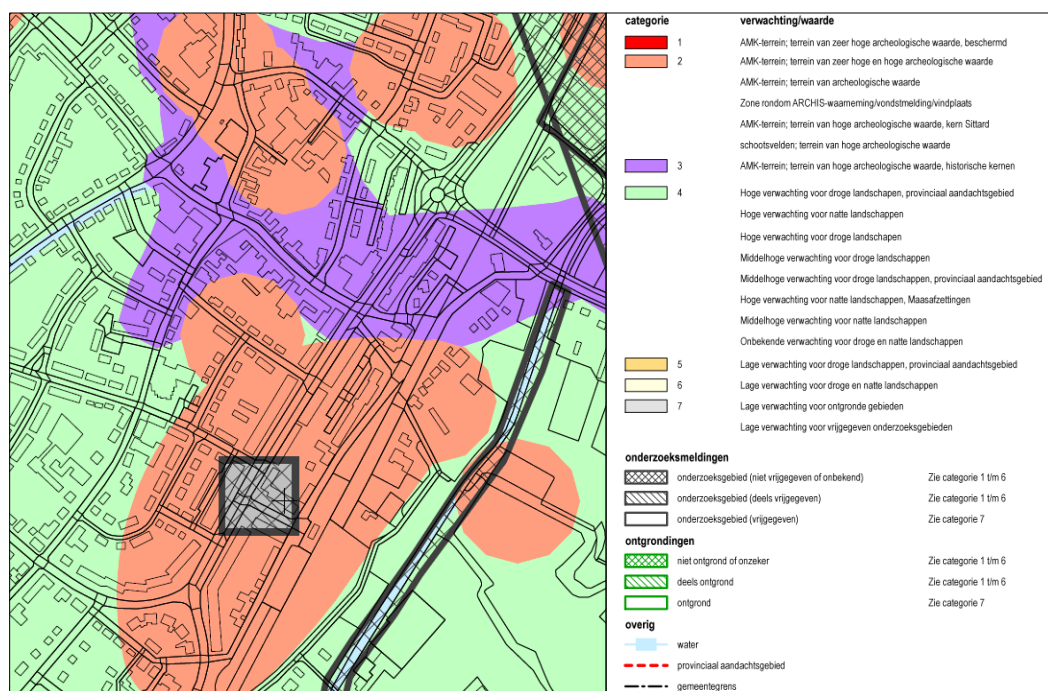 categorie verwachting/waarde
1 AMK-terrein; terrein van zeer hoge archeologische waarde, beschermd
2 AMK-terrein; terrein van zeer hoge en hoge archeologische waarde
AMK-terrein; terrein van archeologische waarde
Zone rondom ARCHIS-waarneming/vondstmelding/vindplaats
AMK-terrein; terrein van hoge archeologische waarde, kern Sittard
schootsvelden; terrein van hoge archeologische waarde
3 AMK-terrein; terrein van hoge archeologische waarde, historische kernen
4 Hoge verwachting voor droge landschapen, provinciaal aandachtsgebied
Hoge verwachting voor natte landschappen
Hoge verwachting voor droge landschapen
Middelhoge verwachting voor droge landschappen
Middelhoge verwachting voor droge landschappen, provinciaal aandachtsgebied
Hoge verwachting voor natte landschappen, Maasafzettingen
Middelhoge verwachting voor natte landschappen
Onbekende verwachting voor droge en natte landschappen
5 Lage verwachting voor droge landschappen, provinciaal aandachtsgebied
6 Lage verwachting voor droge en natte landschappen
7 Lage verwachting voor ontgronde gebieden
Lage verwachting voor vrijgegeven onderzoeksgebieden
onderzoeksmeldingen
onderzoeksgebied (niet vrijgegeven of onbekend) Zie categorie 1 t/m 6
onderzoeksgebied (deels vrijgegeven) Zie categorie 1 t/m 6
onderzoeksgebied (vrijgegeven) Zie categorie 7
ontgrondingen
niet ontgrond of onzeker Zie categorie 1 t/m 6
deels ontgrond Zie categorie 1 t/m 6
ontgrond Zie categorie 7
overig
water
provinciaal aandachtsgebied
gemeentegrens